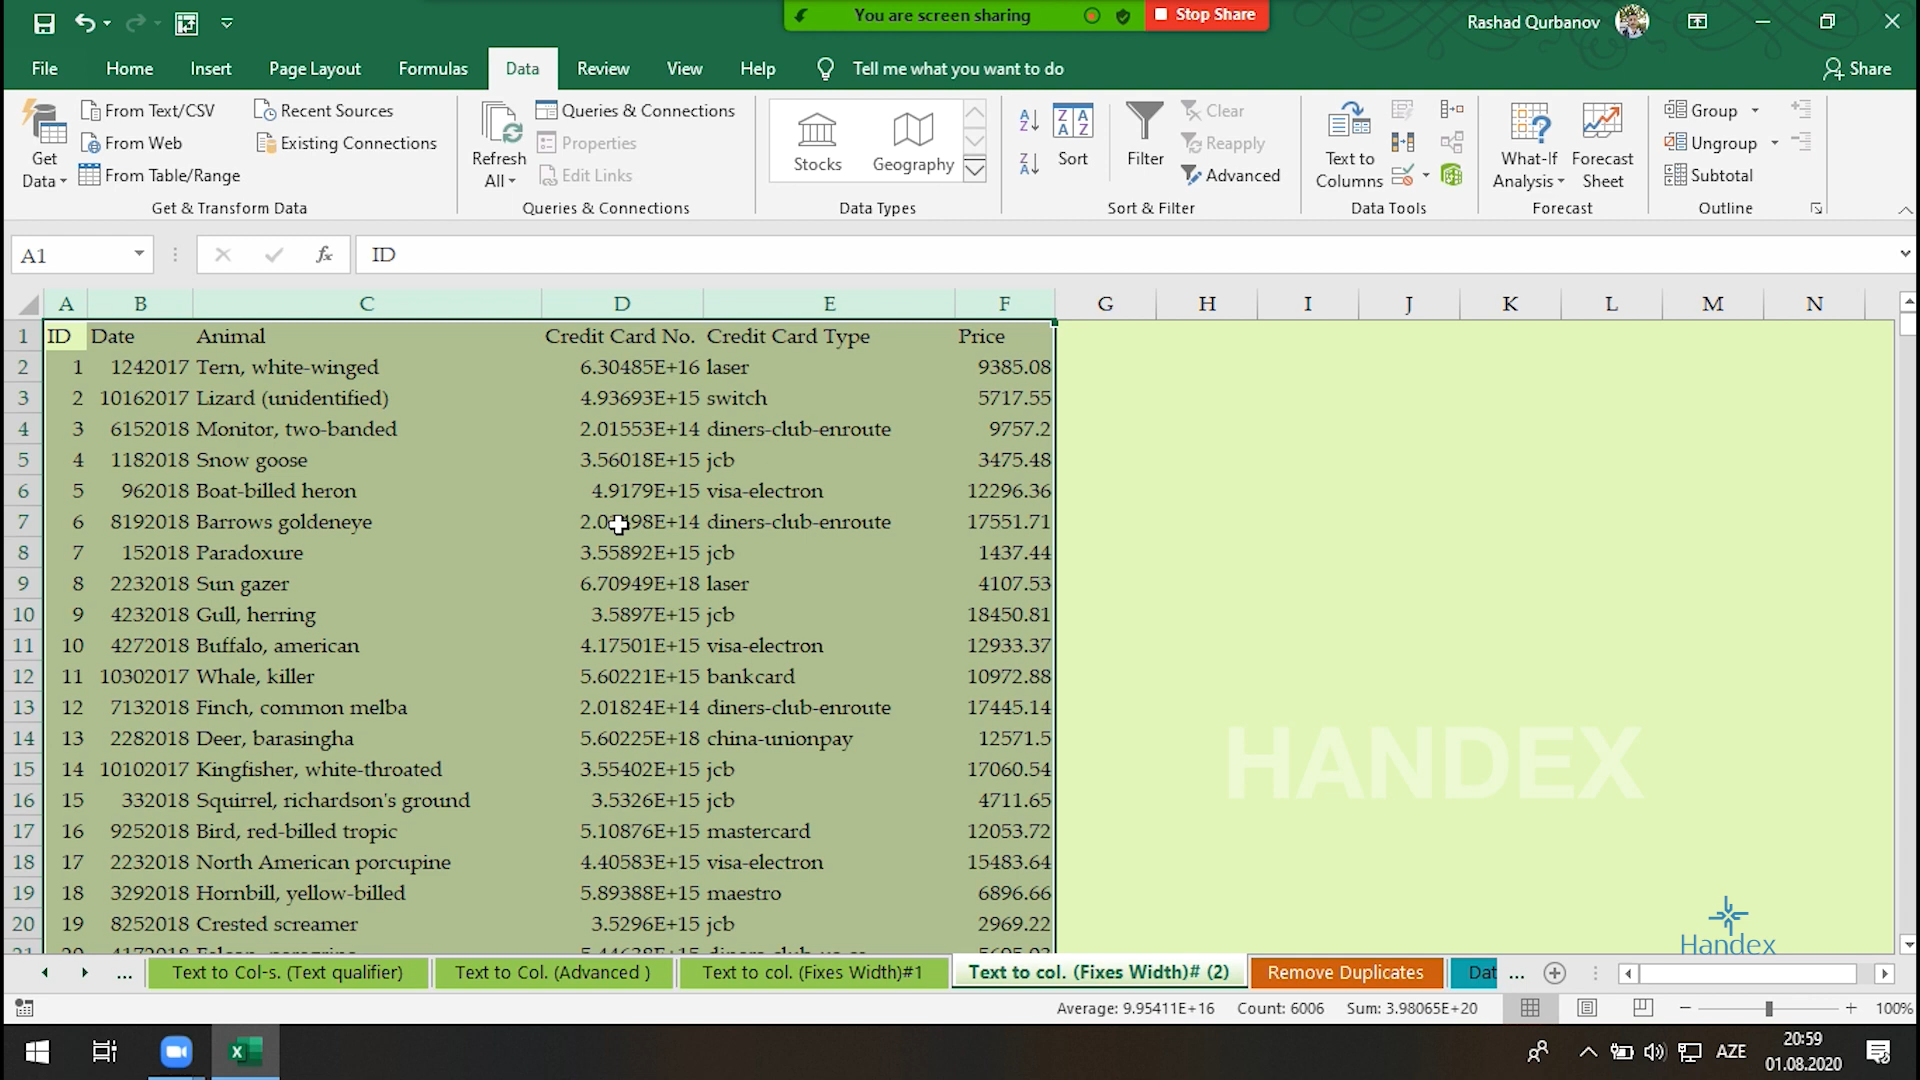 You are screen sharing
Stop Share
Rashad Qurbanov
File Home Insert Page Layout Formulas Data Review View Help Tell me what you want to do Share
Get Data
From Text/CSV
From Web
From Table/Range
Recent Sources
Existing Connections
Get & Transform Data
Refresh All
Queries & Connections
Properties
Edit Links
Queries & Connections
Stocks Geography
Data Types
Sort
Filter
Clear
Reapply
Advanced
Sort & Filter
Text to Columns
Data Tools
What-If Analysis
Forecast Sheet
Forecast
Group
Ungroup
Subtotal
Outline
A1 fx ID
A B C D E F G H I J K L M N
1 ID Date Animal Credit Card No. Credit Card Type Price
2 1 1242017 Tern, white-winged 6.30485E+16 laser 9385.08
3 2 10162017 Lizard (unidentified) 4.93693E+15 switch 5717.55
4 3 6152018 Monitor, two-banded 2.01553E+14 diners-club-enroute 9757.2
5 4 1182018 Snow goose 3.56018E+15 jcb 3475.48
6 5 962018 Boat-billed heron 4.9179E+15 visa-electron 12296.36
7 6 8192018 Barrows goldeneye diners-club-enroute 17551.71
8 7 152018 Paradoxure 3.55892E+15 jcb 1437.44
9 8 2232018 Sun gazer 6.70949E+18 laser 4107.53
10 9 4232018 Gull, herring 3.5897E+15 jcb 18450.81
11 10 4272018 Buffalo, american 4.17501E+15 visa-electron 12933.37
12 11 10302017 Whale, killer 5.60221E+15 bankcard 10972.88
13 12 7132018 Finch, common melba 2.01824E+14 diners-club-enroute 17445.14
14 13 2282018 Deer, barasingha 5.60225E+18 china-unionpay 12571.5
15 14 10102017 Kingfisher, white-throated 3.55402E+15 jcb 17060.54
16 15 332018 Squirrel, richardson's ground 3.5326E+15 jcb 4711.65
17 16 9252018 Bird, red-billed tropic 5.10876E+15 mastercard 12053.72
18 17 2232018 North American porcupine 4.40583E+15 visa-electron 15483.64
19 18 3292018 Hornbill, yellow-billed 5.89388E+15 maestro 6896.66
20 19 8252018 Crested screamer 3.5296E+15 jcb 2969.22
HANDEX
Handex
... Text to Col-s. (Text qualifier) Text to Col. (Advanced ) Text to col. (Fixes Width)#1 Text to col. (Fixes Width)# (2) Remove Duplicates Dat ...
Average: 9.95411E+16 Count: 6006 Sum: 3.98065E+20 100%
AZE
20:59
01.08.2020